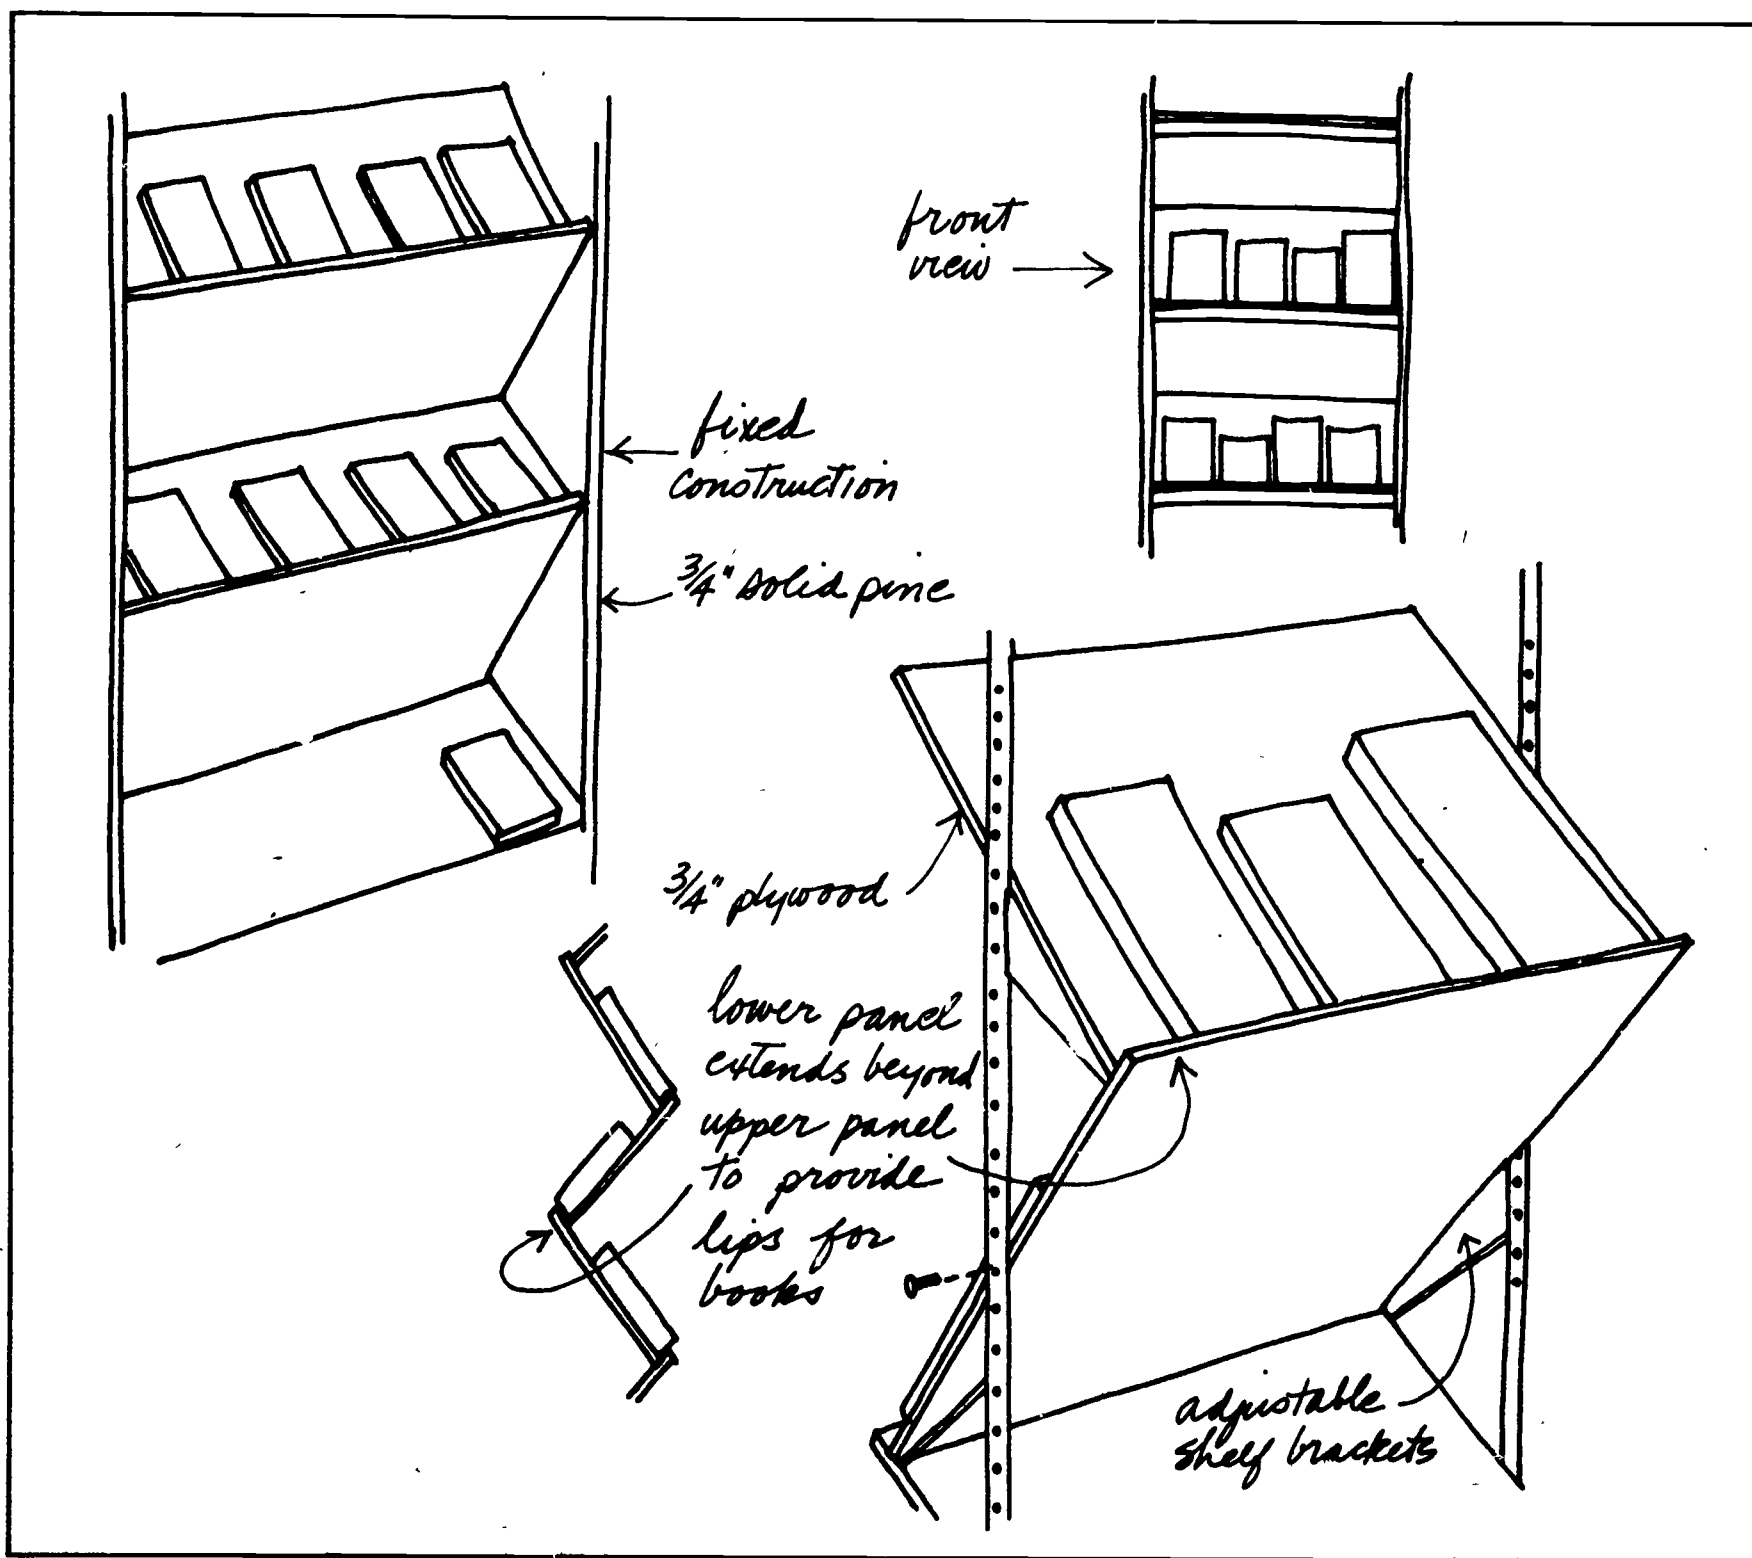 front
view
fixed
construction
3/4" solid pine
3/4" plywood
lower panel
extends beyond
upper panel
to provide
lips for
books
adjustable
shelf brackets